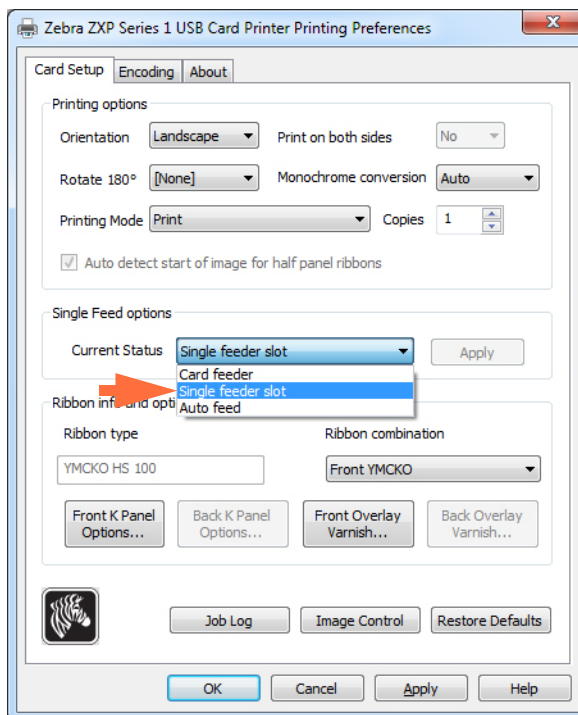 Zebra ZXP Series 1 USB Card Printer Printing Preferences
Card Setup Encoding About
Printing options
Orientation Landscape Print on both sides No
Rotate 180° [None] Monochrome conversion Auto
Printing Mode Print Copies 1
Auto detect start of image for half panel ribbons
Single Feed options
Current Status Single feeder slot Apply
Card feeder
Single feeder slot
Auto feed
Ribbon info and opti
Ribbon type Ribbon combination
YMCKO HS 100 Front YMCKO
Front K Panel Options... Back K Panel Options... Front Overlay Varnish... Back Overlay Varnish...
Job Log Image Control Restore Defaults
OK Cancel Apply Help